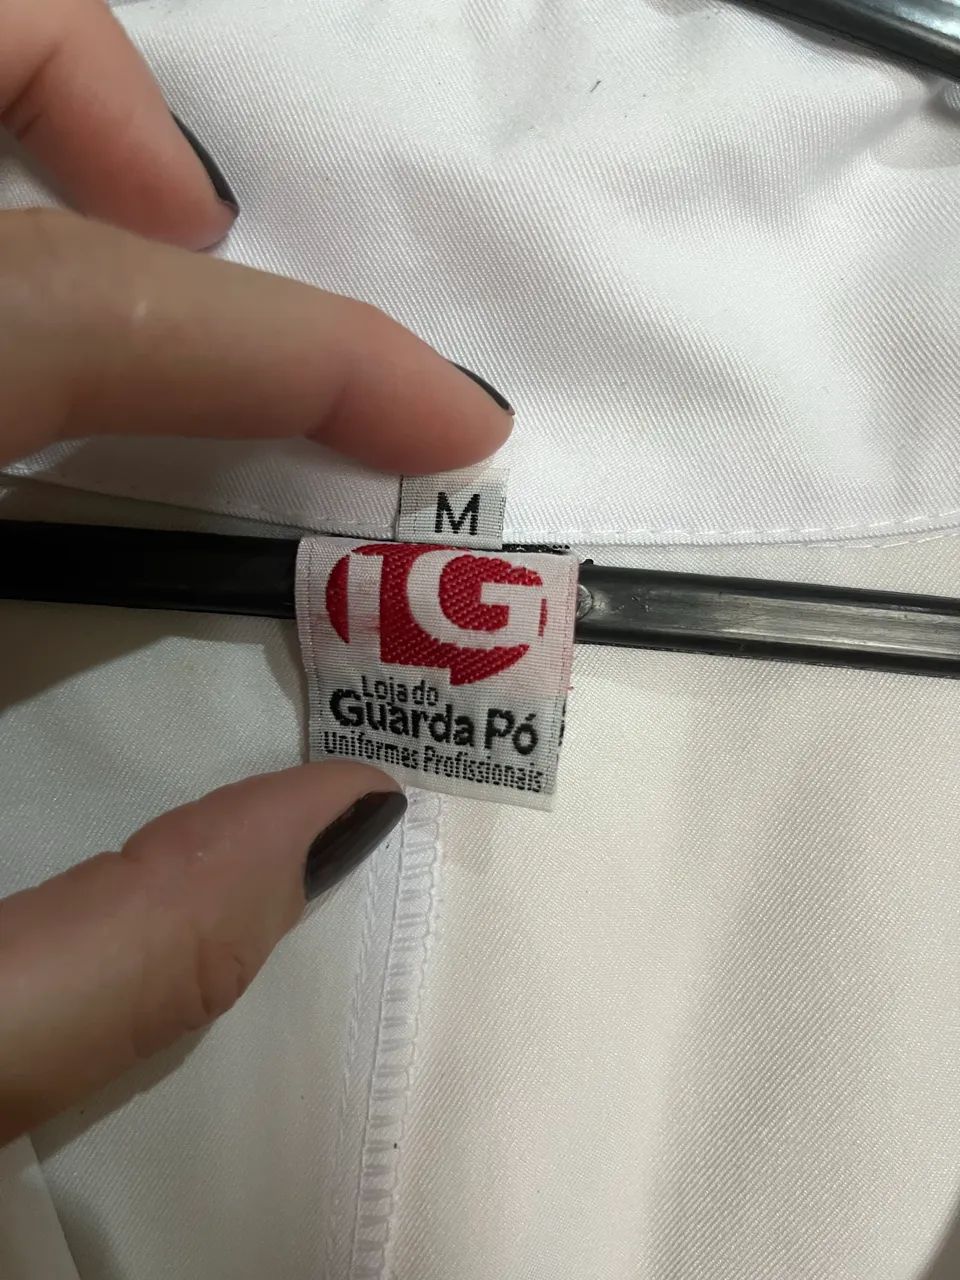 M
LG
Loja do
Guarda Pó
Uniformes Profissionais